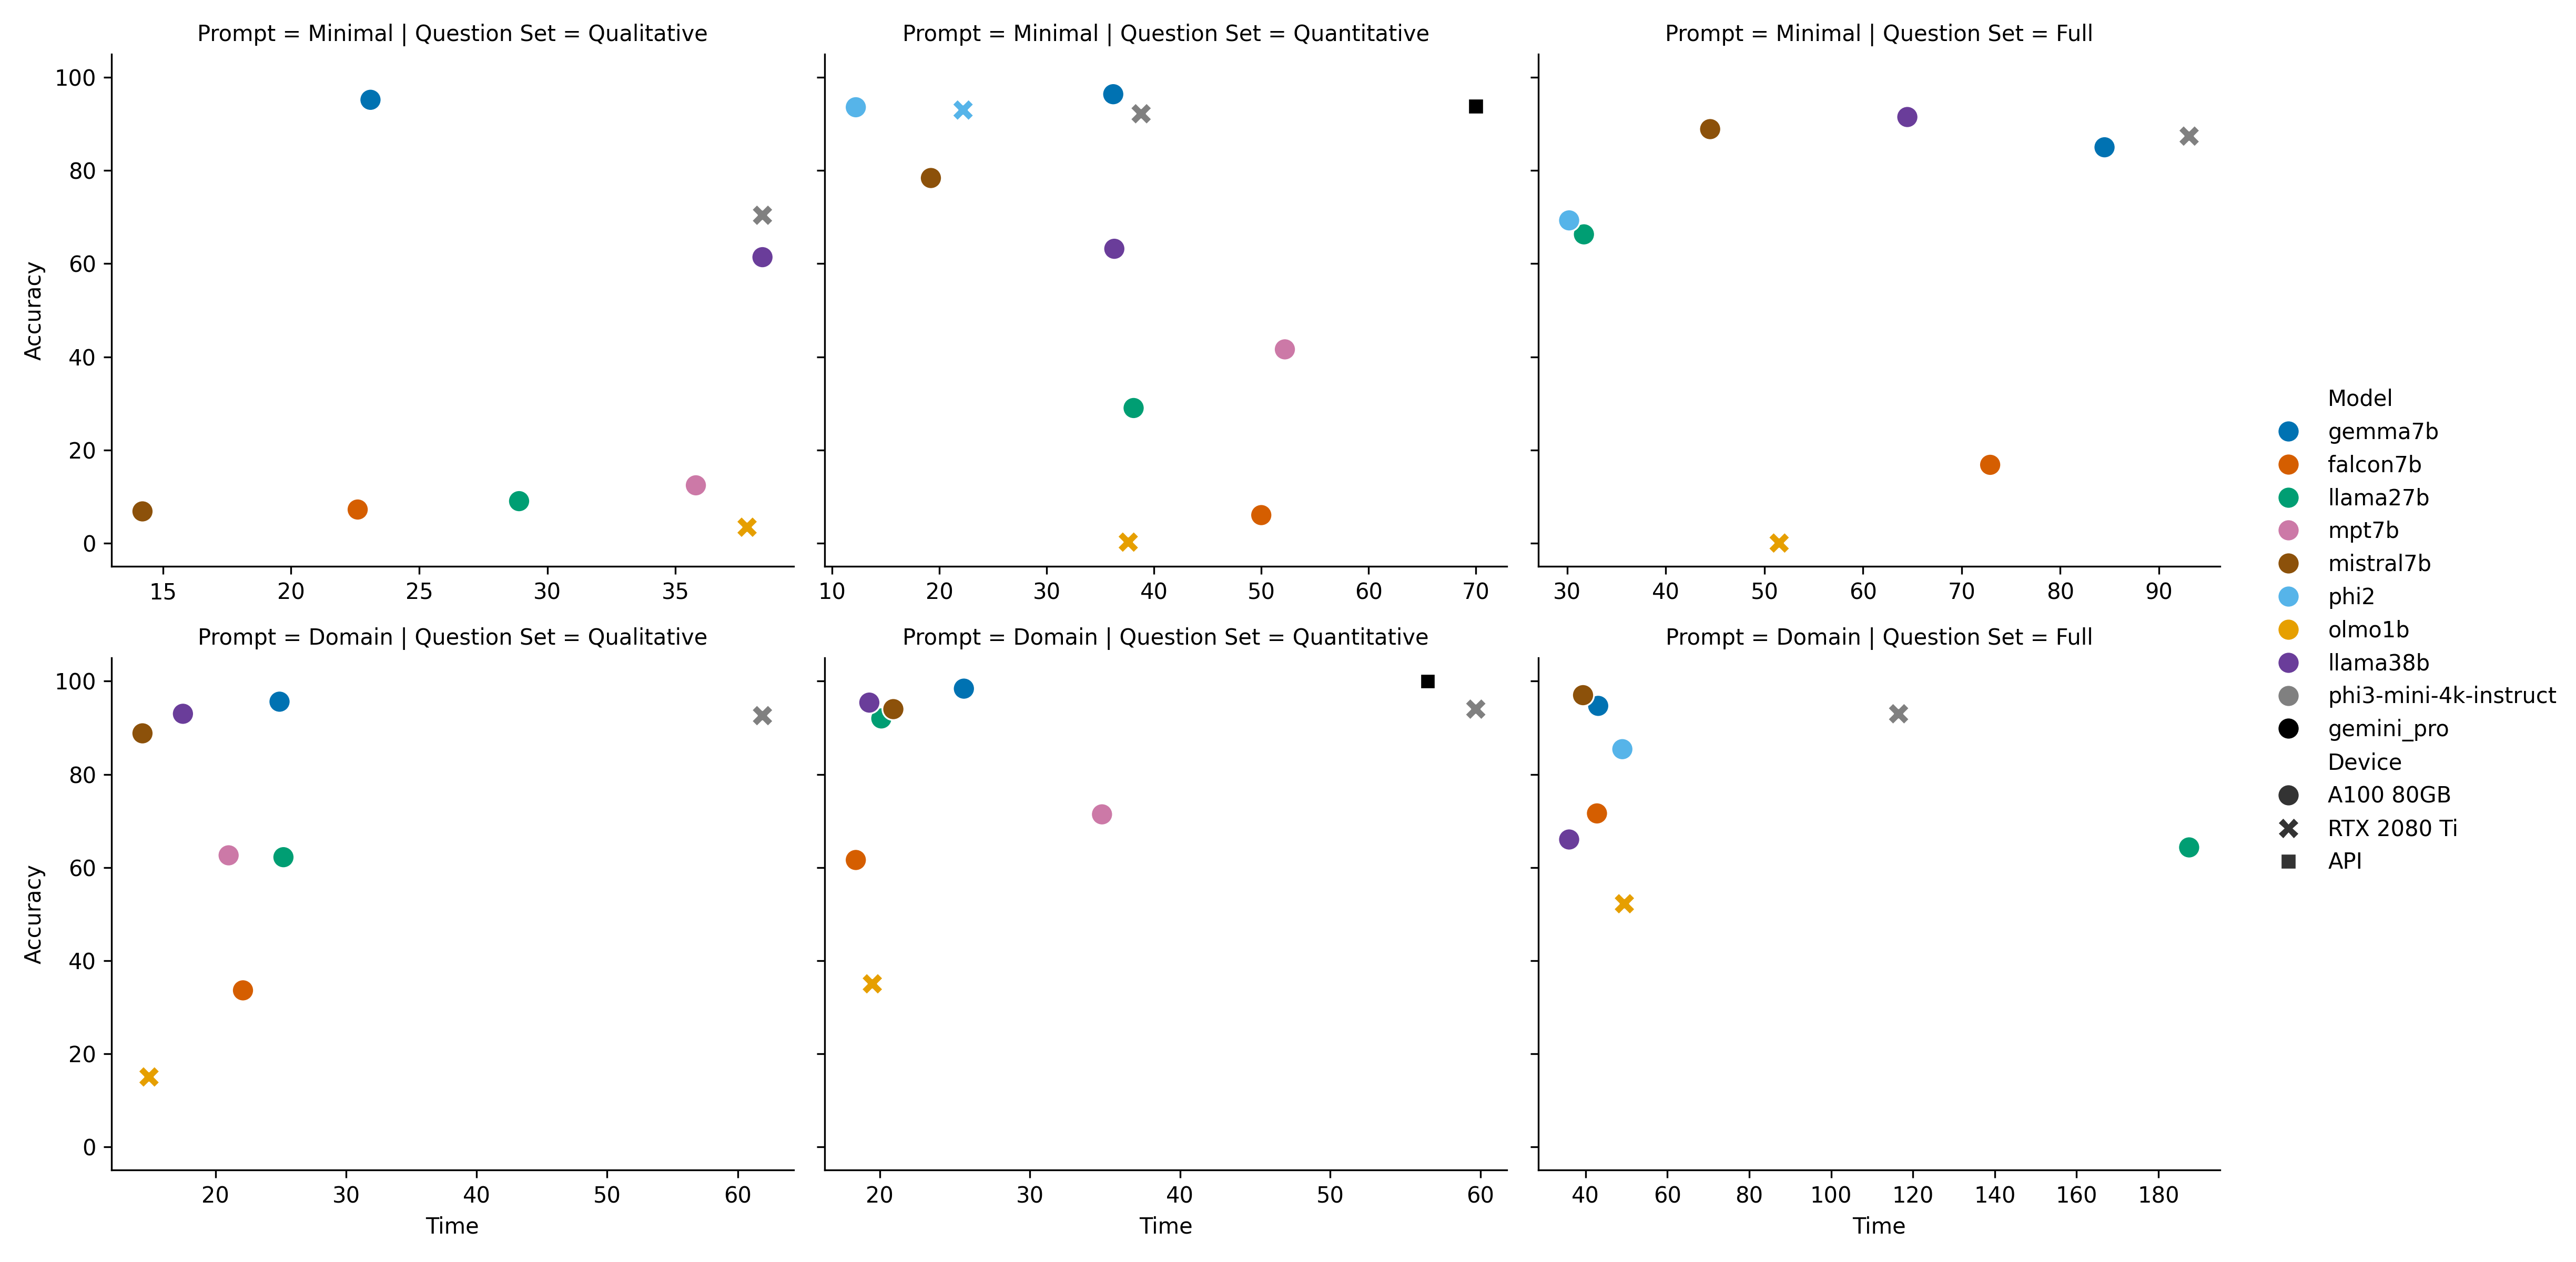 Prompt = Minimal | Question Set = Qualitative
Prompt = Minimal | Question Set = Quantitative
Prompt = Minimal | Question Set = Full
Accuracy
100
80
60
40
20
0
15 20 25 30 35
10 20 30 40 50 60 70
30 40 50 60 70 80 90
Prompt = Domain | Question Set = Qualitative
Prompt = Domain | Question Set = Quantitative
Prompt = Domain | Question Set = Full
Accuracy
100
80
60
40
20
0
20 30 40 50 60
20 30 40 50 60
40 60 80 100 120 140 160 180
Time
Time
Time
Model
gemma7b
falcon7b
llama27b
mpt7b
mistral7b
phi2
olmo1b
llama38b
phi3-mini-4k-instruct
gemini_pro
Device
A100 80GB
RTX 2080 Ti
API